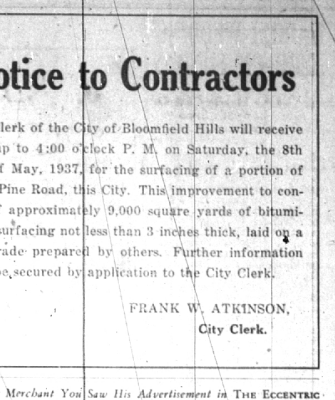 otice to Contractors
lerk of the City of Bloomfield Hills will receive
up to 4:00 o'clock P. M. on Saturday, the 8th
f May, 1937, for the surfacing of a portion of
Pine Road, this City. This improvement to con-
f approximately 9,000 square yards of bitumi-
surfacing not less than 3 inches thick, laid on a
rade prepared by others. Further information
be secured by application to the City Clerk.
FRANK W. ATKINSON,
City Clerk.
Merchant You Saw His Advertisement in THE ECCENTRIC